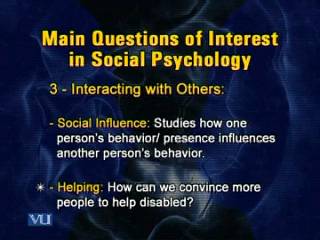 Main Questions of Interest
in Social Psychology
3 - Interacting with Others:
- Social Influence: Studies how one
person's behavior/ presence influences
another person's behavior.
- Helping: How can we convince more
people to help disabled?
VU